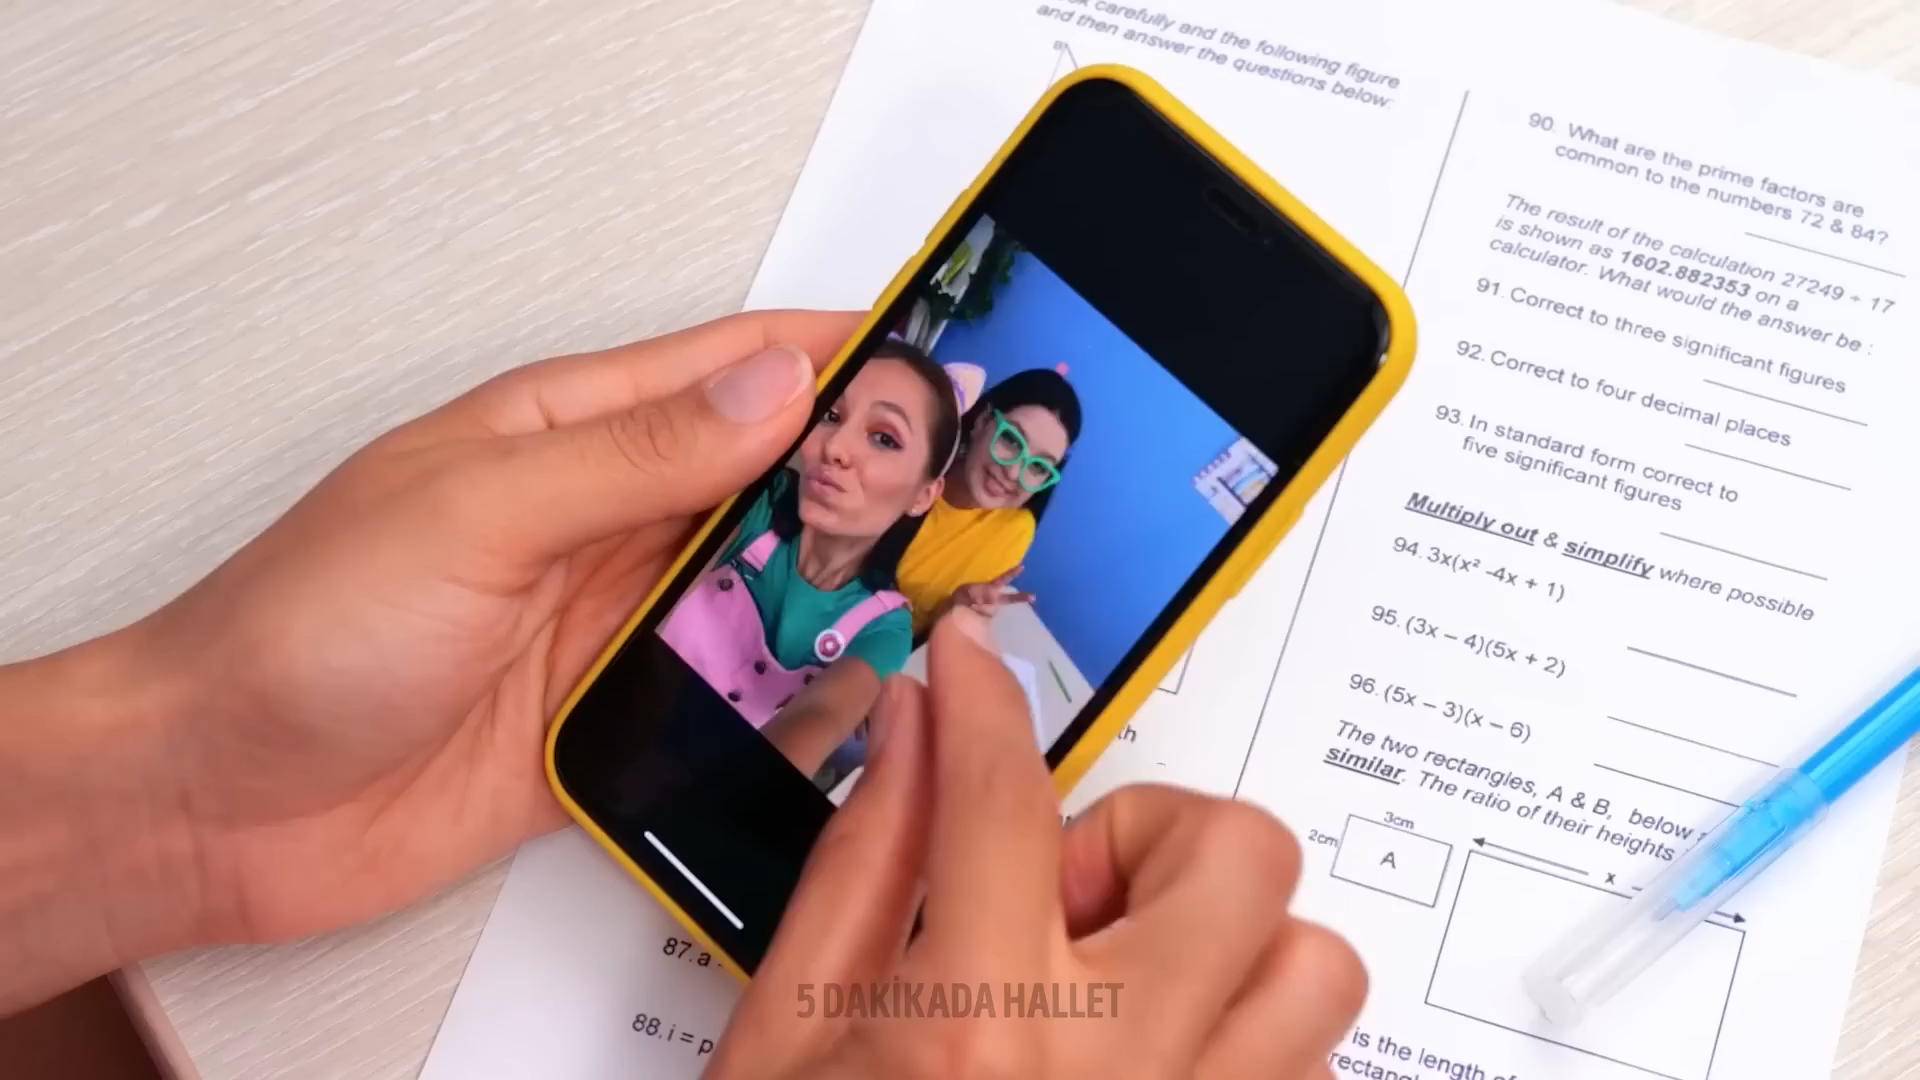 carefully and the following figure
and then answer the questions below:
B
87. a
88. i = p
90. What are the prime factors are
common to the numbers 72 & 84?
The result of the calculation 27249 ÷ 17
is shown as 1602.882353 on a
calculator. What would the answer be :
91. Correct to three significant figures
92. Correct to four decimal places
93. In standard form correct to
five significant figures
Multiply out & simplify where possible
94. 3x(x² -4x + 1)
95. (3x – 4)(5x + 2)
96. (5x – 3)(x – 6)
The two rectangles, A & B, below
similar. The ratio of their heights
3cm
2cm
A
x
is the length
5 DAKİKADA HALLET